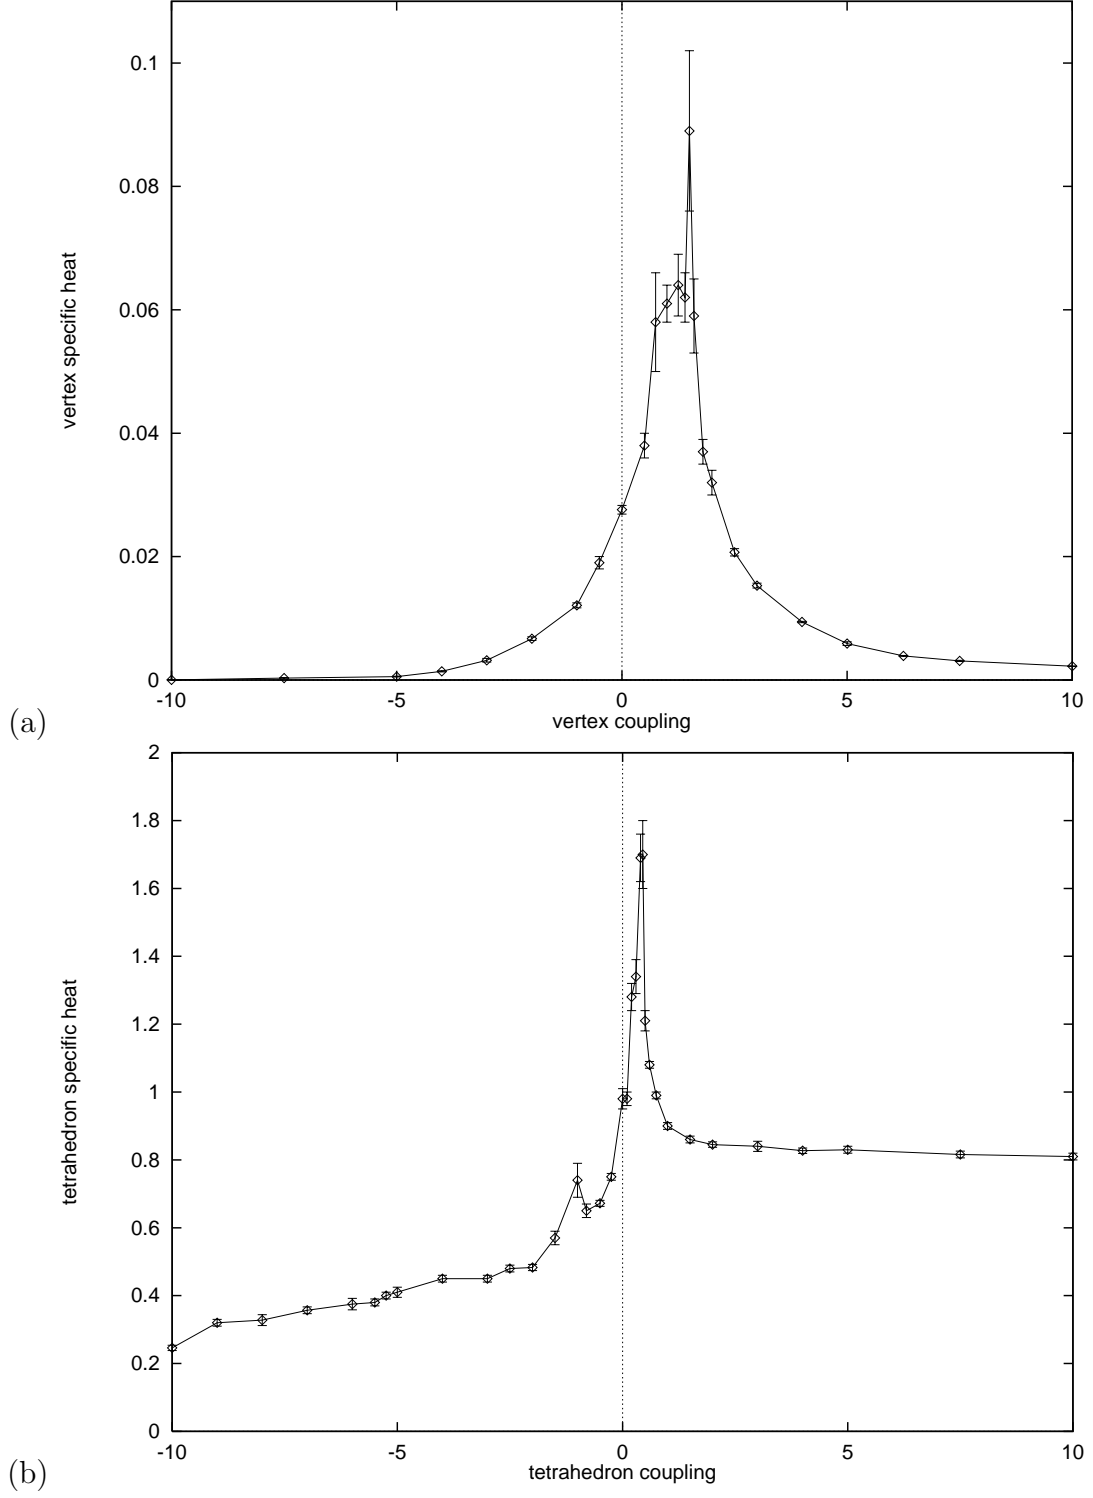 0.1
0.08
0.06
0.04
0.02
0
vertex specific heat
-10 -5 0 5 10
vertex coupling
(a)
2
1.8
1.6
1.4
1.2
1
0.8
0.6
0.4
0.2
0
tetrahedron specific heat
-10 -5 0 5 10
tetrahedron coupling
(b)